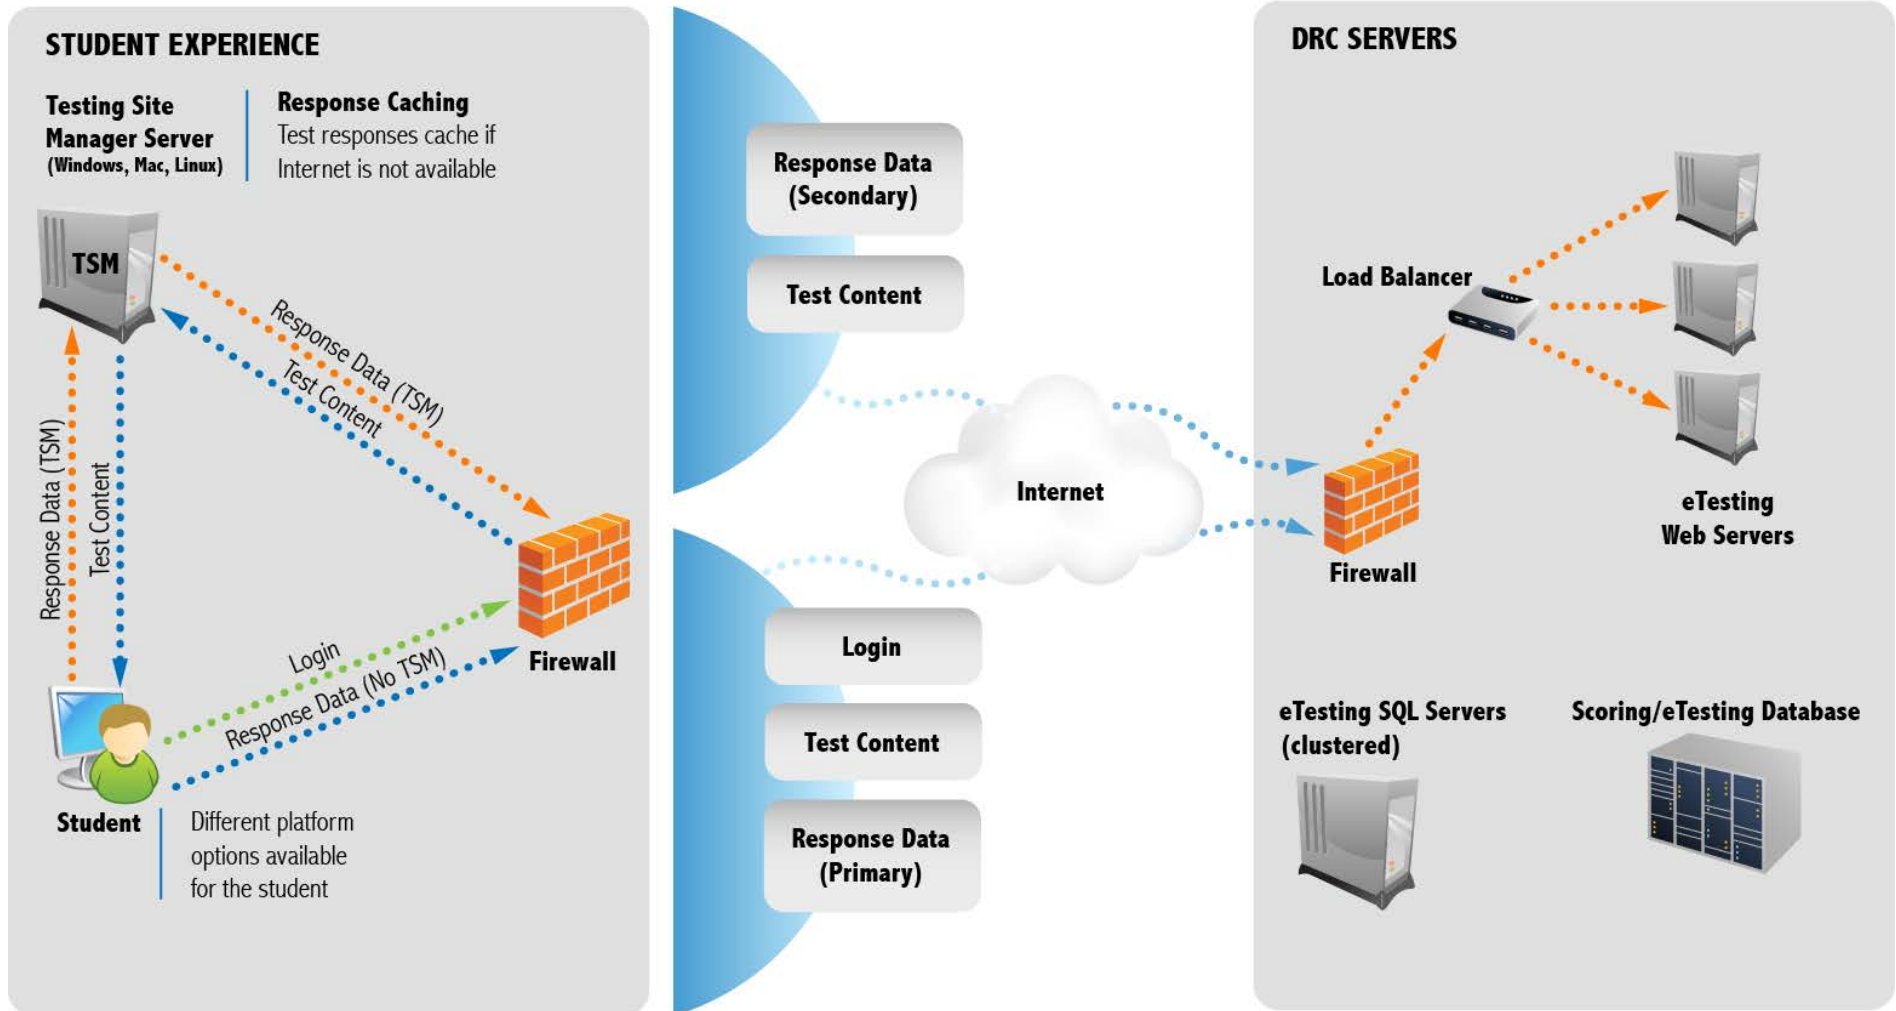 STUDENT EXPERIENCE
Testing Site
Manager Server
(Windows, Mac, Linux)
Response Caching
Test responses cache if
Internet is not available
TSM
Response Data (TSM)
Test Content
Response Data (TSM)
Test Content
Login
Response Data (No TSM)
Firewall
Student
Different platform
options available
for the student
Response Data
(Secondary)
Test Content
Internet
Login
Test Content
Response Data
(Primary)
DRC SERVERS
Load Balancer
eTesting
Web Servers
Firewall
eTesting SQL Servers
(clustered)
Scoring/eTesting Database